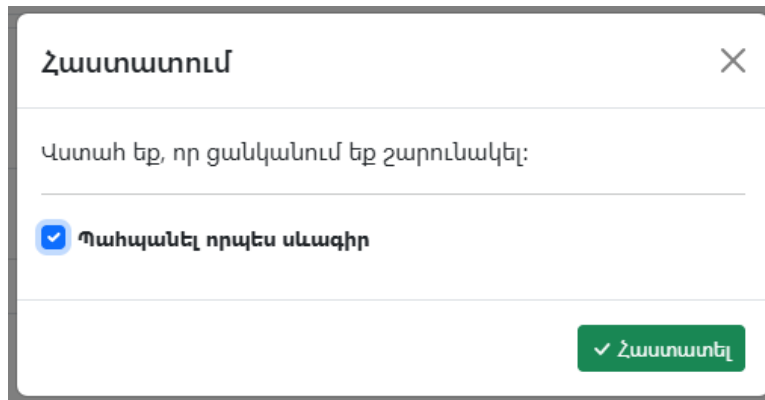 Հաստատում
Վստահ եք, որ ցանկանում եք շարունակել:
Պահպանել որպես սևագիր
Հաստատել